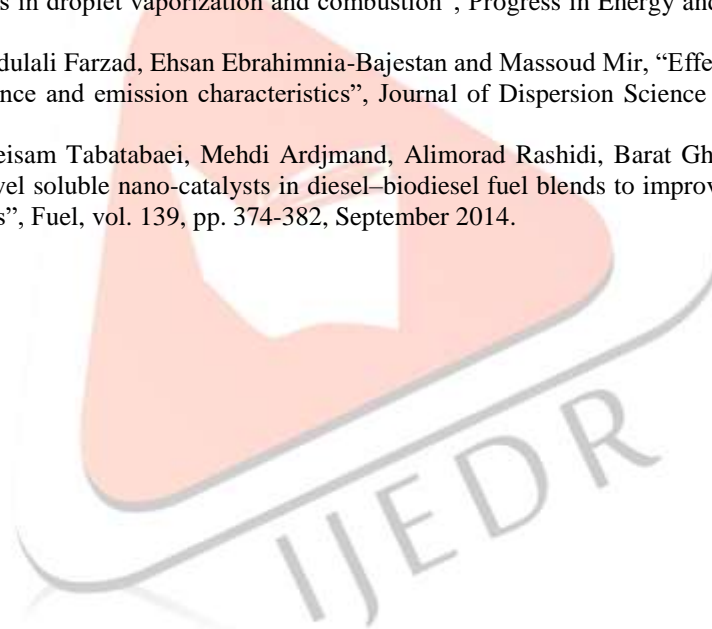 s in droplet vaporization and combustion”, Progress in Energy and
dulali Farzad, Ehsan Ebrahimnia-Bajestan and Massoud Mir, “Effe
nce and emission characteristics”, Journal of Dispersion Science
eisam Tabatabaei, Mehdi Ardjmand, Alimorad Rashidi, Barat Gh
vel soluble nano-catalysts in diesel–biodiesel fuel blends to improv
s”, Fuel, vol. 139, pp. 374-382, September 2014.
IJEDR